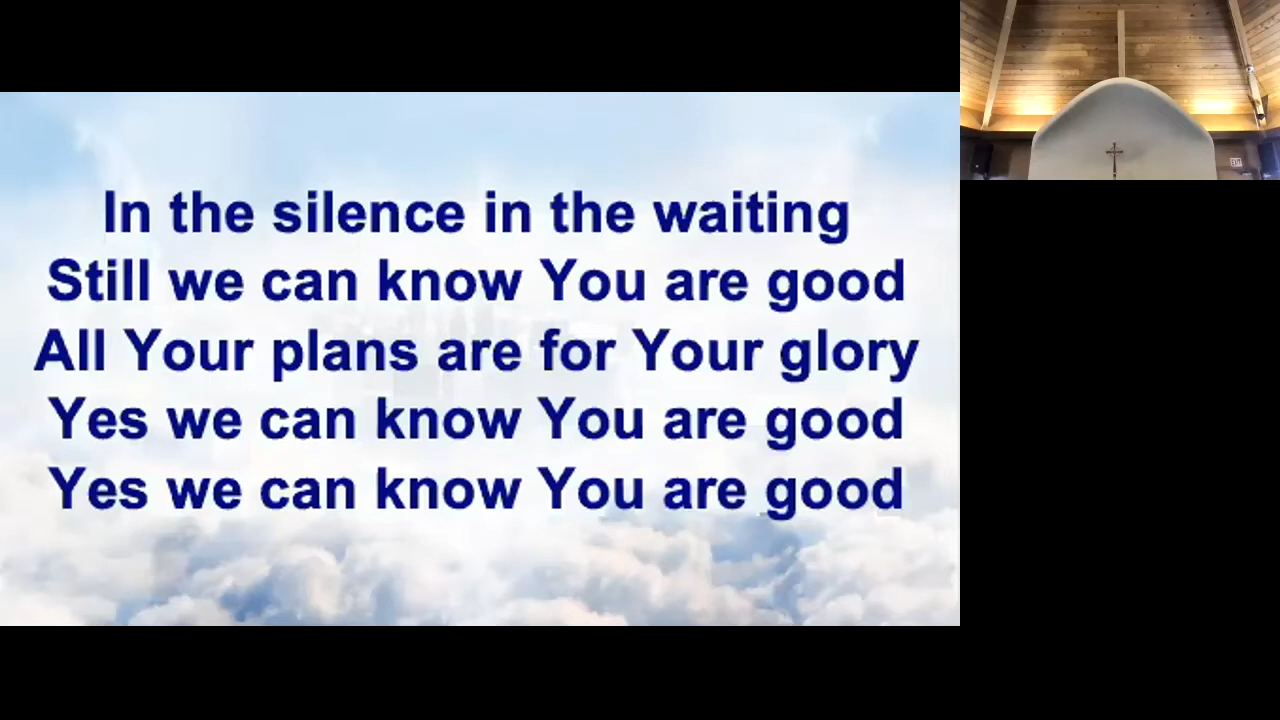 In the silence in the waiting
Still we can know You are good
All Your plans are for Your glory
Yes we can know You are good
Yes we can know You are good